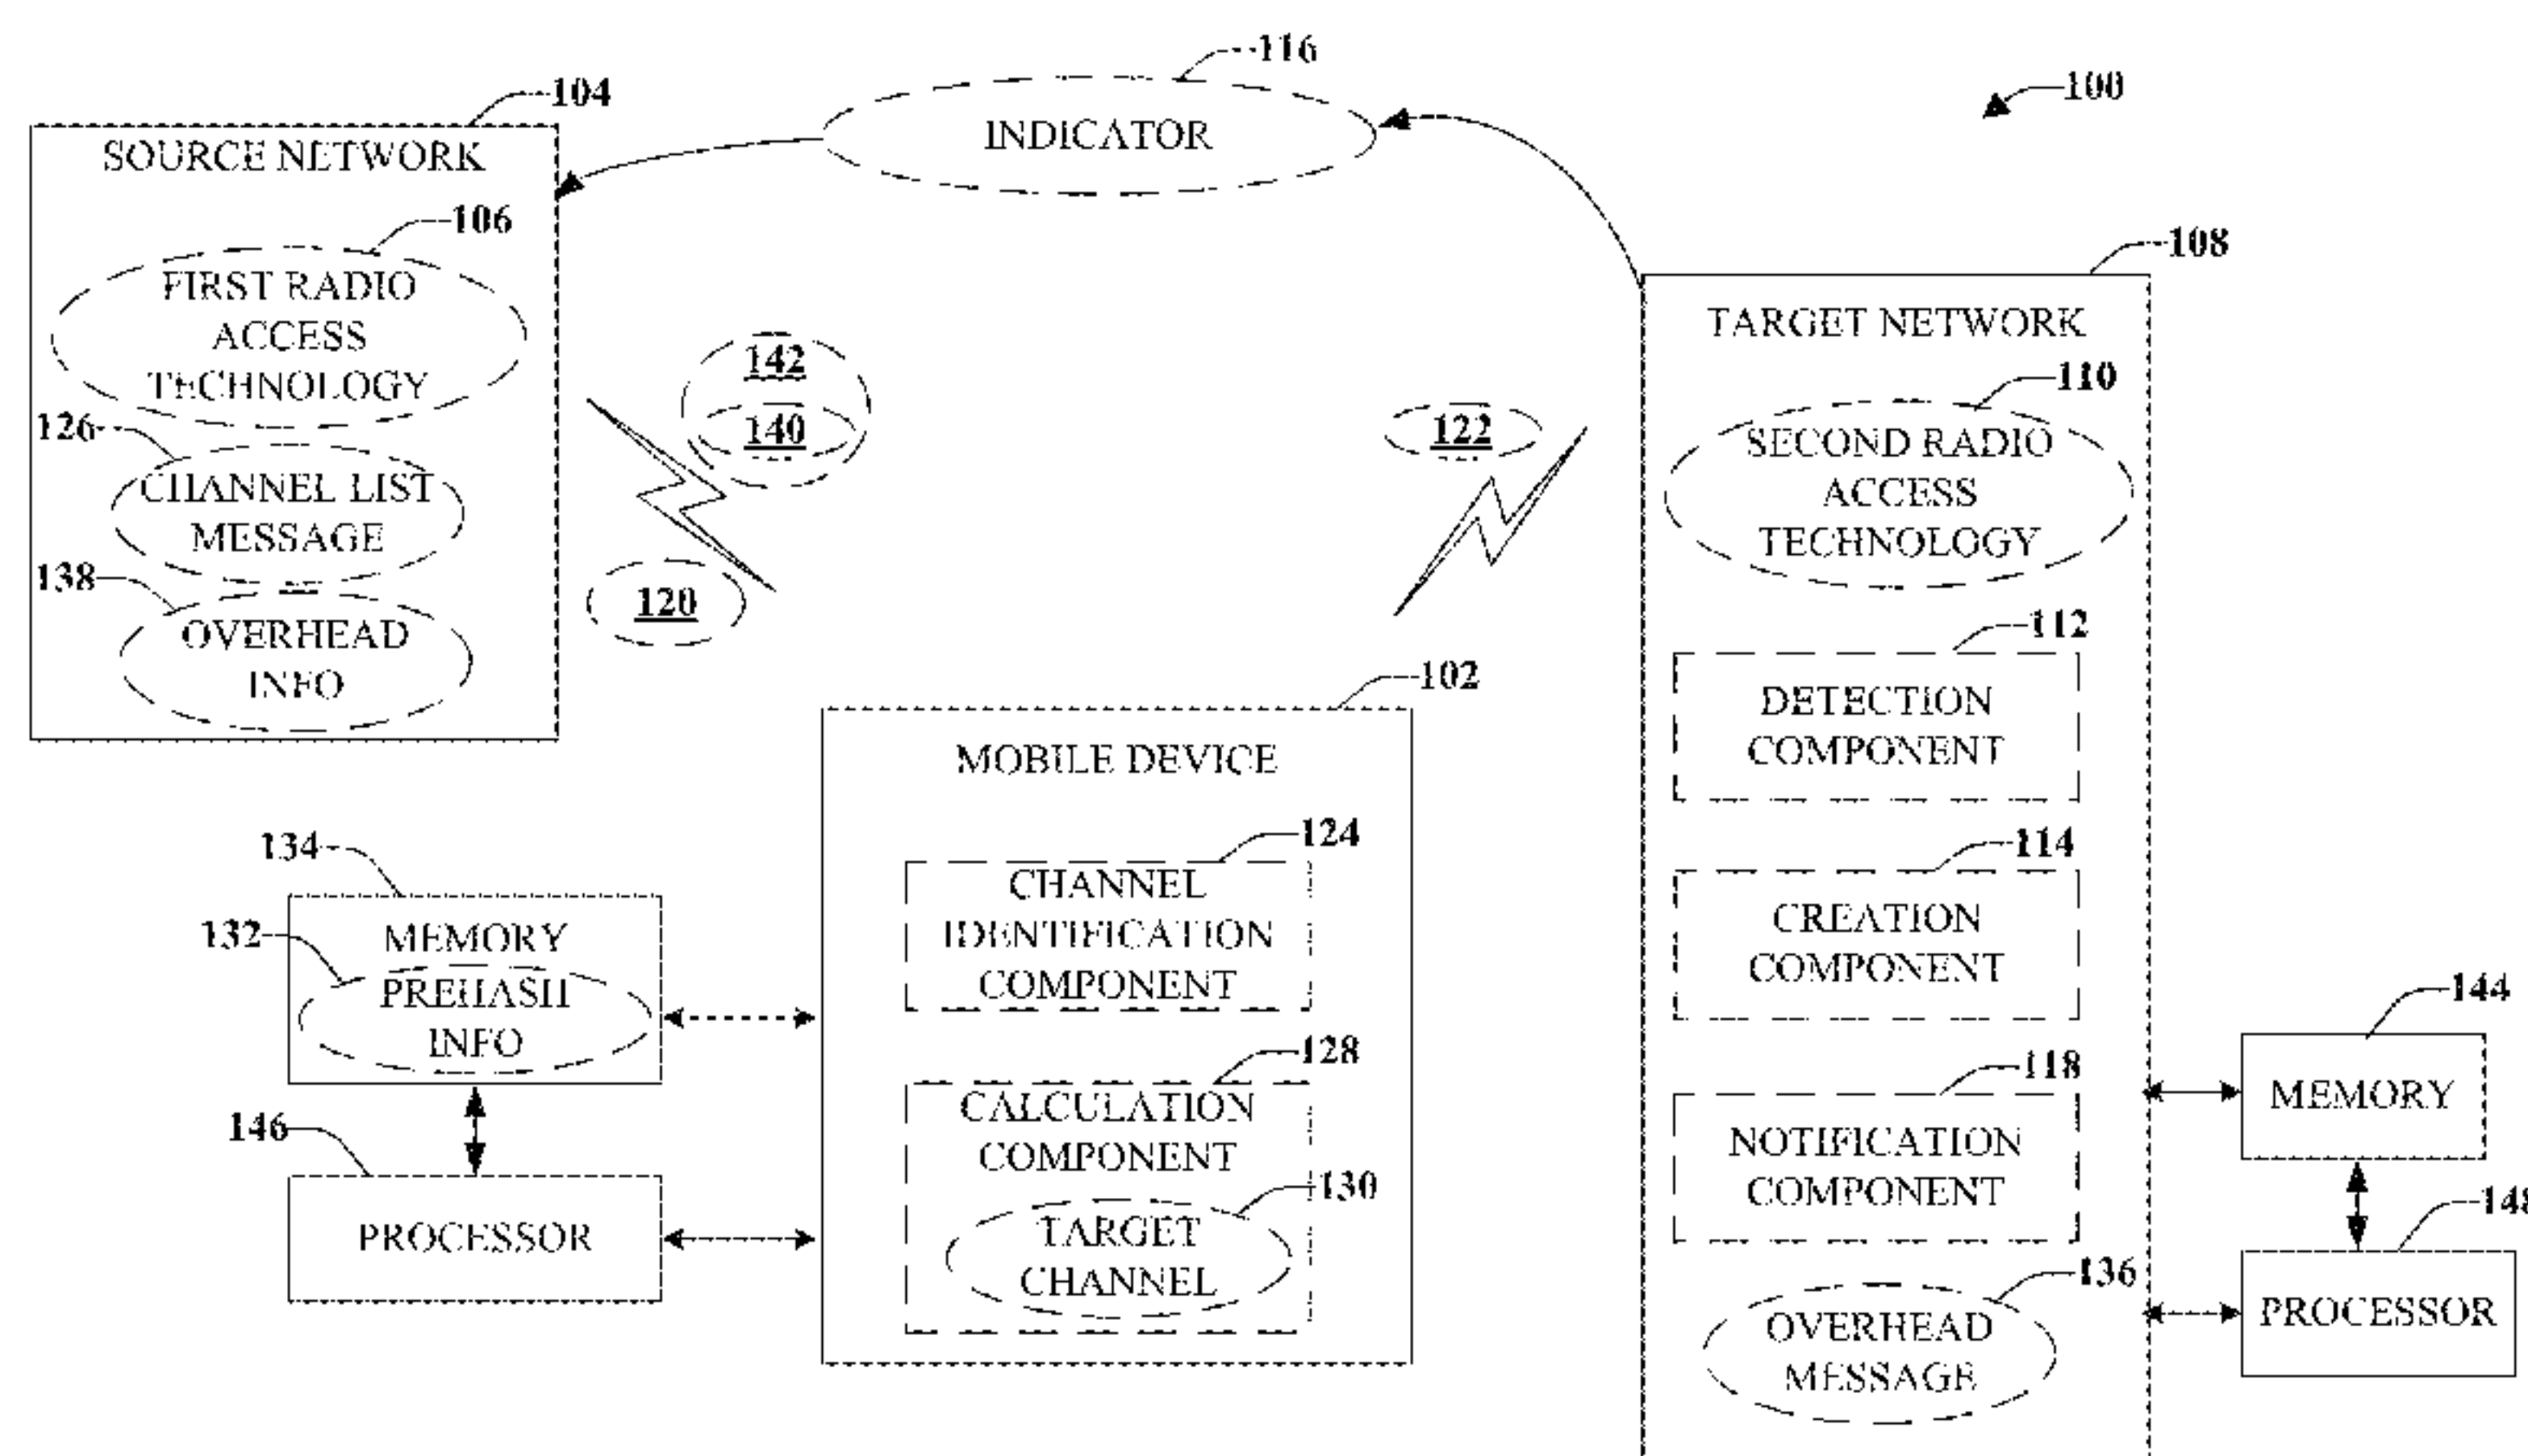 116
100
104
INDICATOR
SOURCE NETWORK
106
108
FIRST RADIO
ACCESS
TECHNOLOGY
TARGET NETWORK
142
140
110
122
126
SECOND RADIO
ACCESS
TECHNOLOGY
CHANNEL LIST
MESSAGE
138
120
OVERHEAD
INFO
112
102
DETECTION
COMPONENT
MOBILE DEVICE
124
134
114
CHANNEL
IDENTIFICATION
COMPONENT
132
MEMORY
PREHASH
INFO
CREATION
COMPONENT
144
128
118
MEMORY
CALCULATION
COMPONENT
146
NOTIFICATION
COMPONENT
130
148
PROCESSOR
TARGET
CHANNEL
136
PROCESSOR
OVERHEAD
MESSAGE